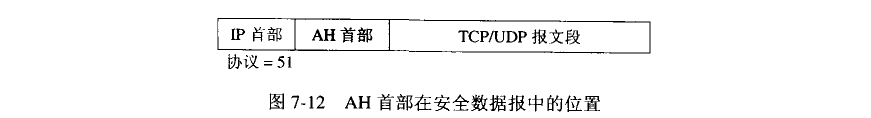 IP 首部 AH 首部 TCP/UDP 报文段
协议 = 51
图 7-12 AH 首部在安全数据报中的位置